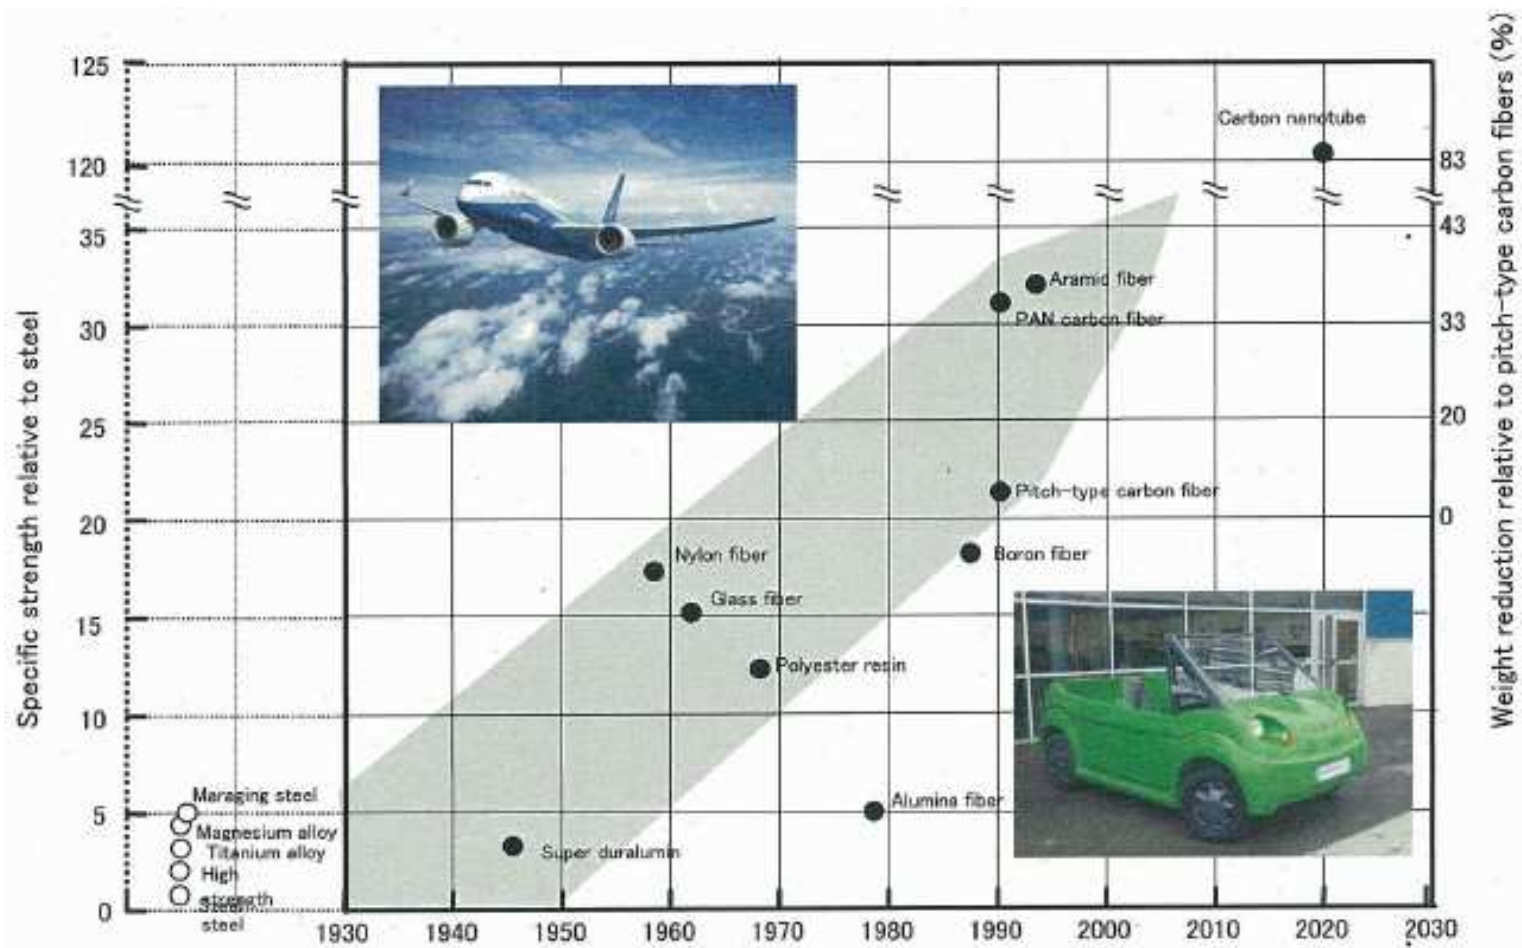 Specific strength relative to steel
Weight reduction relative to pitch-type carbon fibers (%)
125
120
35
30
25
20
15
10
5
0
83
43
33
20
0
Carbon nanotube
Aramid fiber
PAN carbon fiber
Pitch-type carbon fiber
Nylon fiber
Boron fiber
Glass fiber
Polyester resin
Maraging steel
Alumina fiber
Magnesium alloy
Titanium alloy
Super duralumin
High
strength
steel
1930 1940 1950 1960 1970 1980 1990 2000 2010 2020 2030